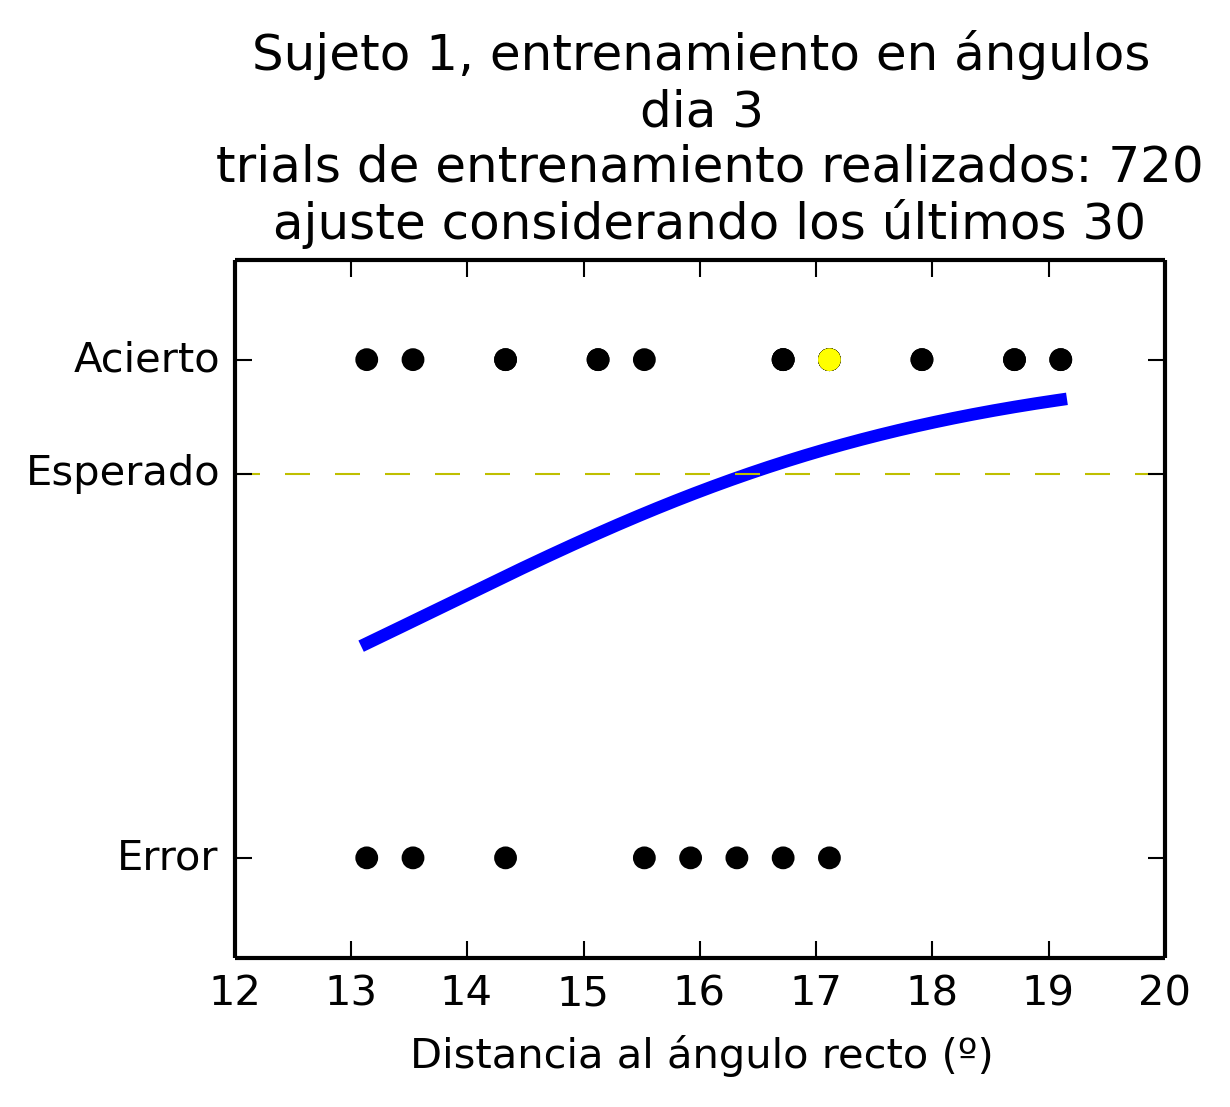 Sujeto 1, entrenamiento en ángulos
dia 3
trials de entrenamiento realizados: 720
ajuste considerando los últimos 30
Acierto
Esperado
Error
12 13 14 15 16 17 18 19 20
Distancia al ángulo recto (º)